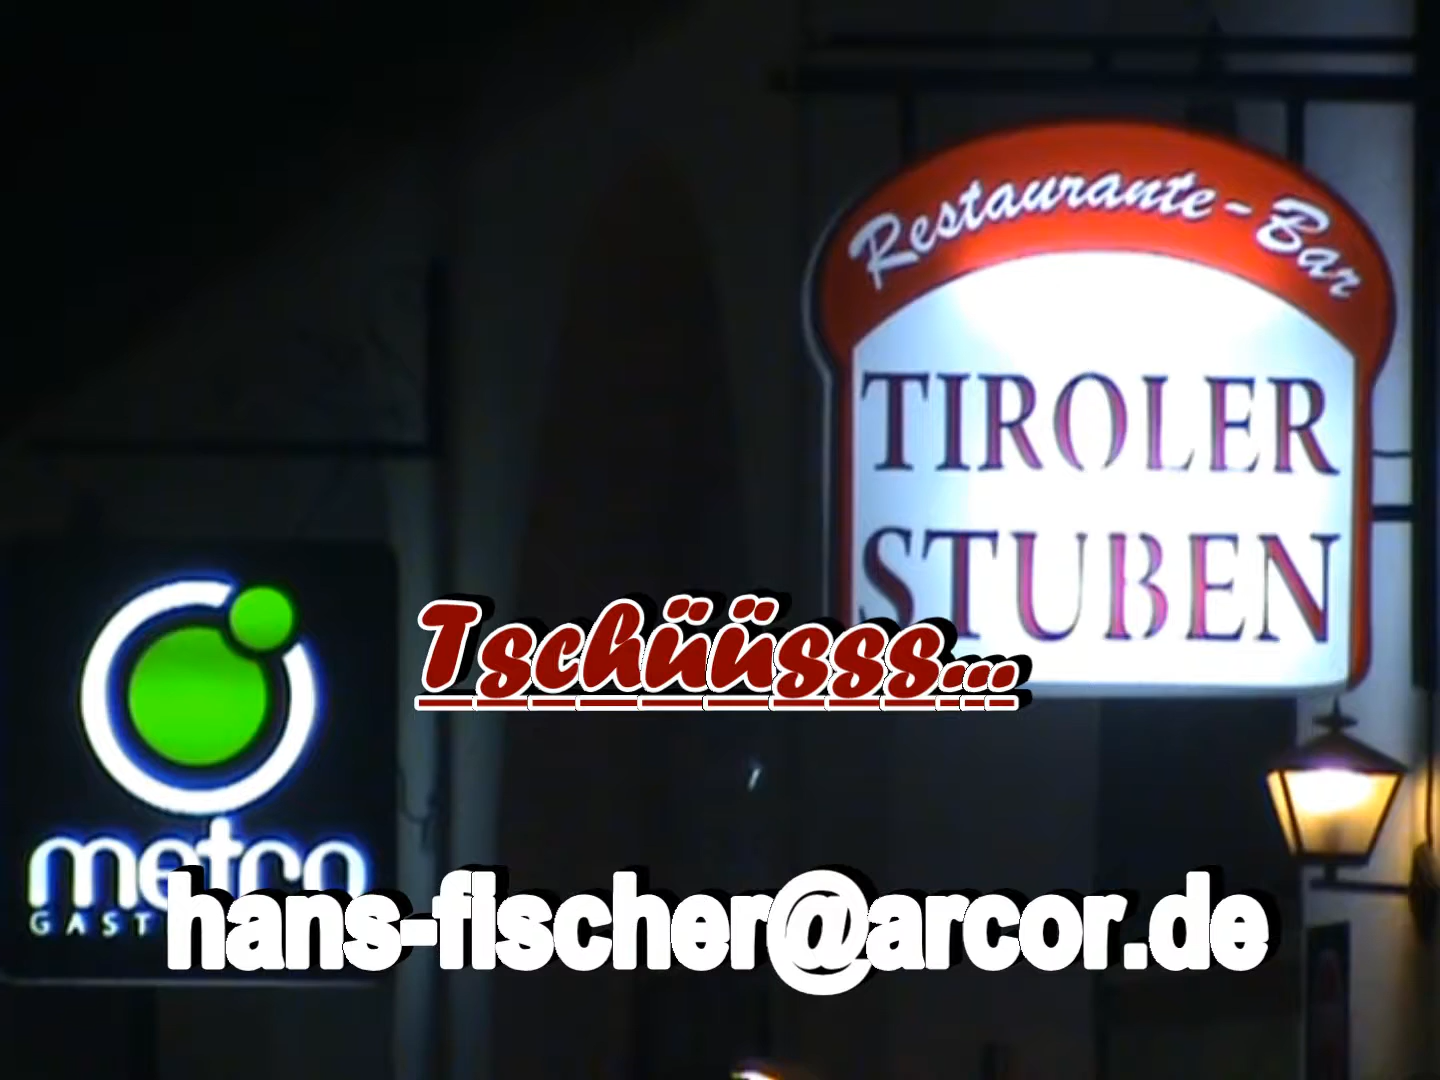 Restaurante-Bar
TIROLER
STUBEN
Tschüüsss...
metro
hans-fischer@arcor.de